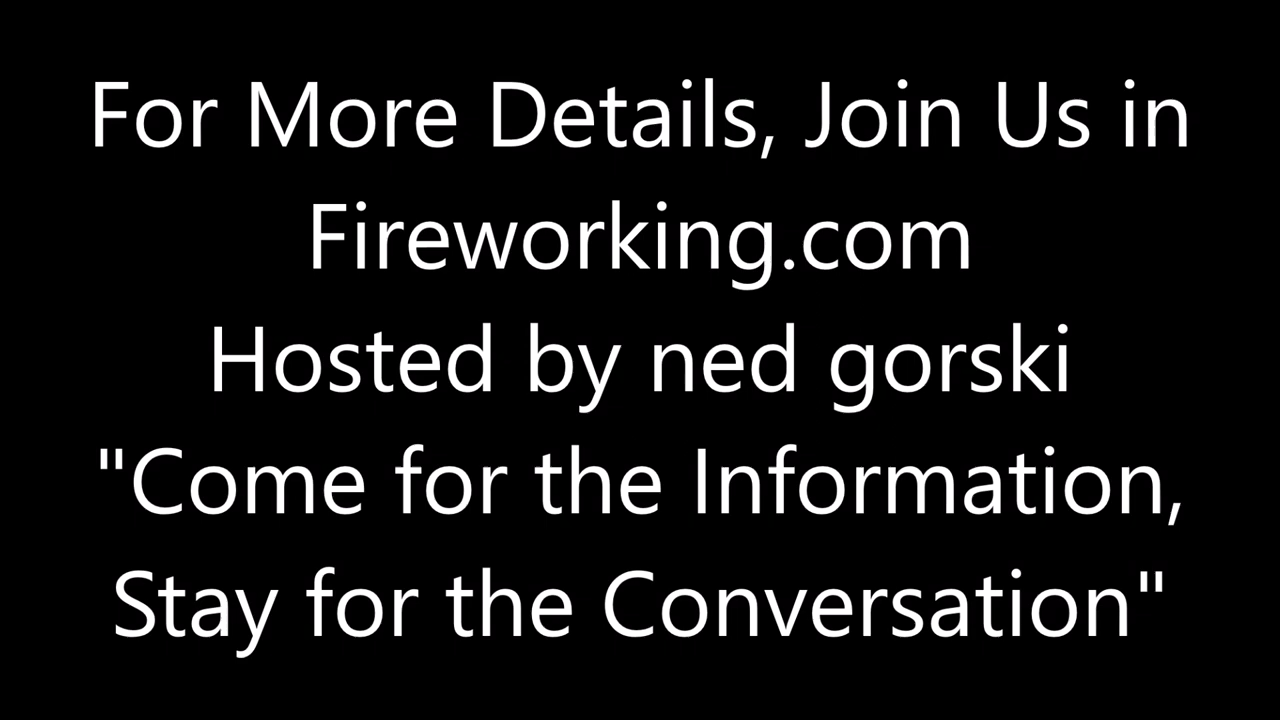 For More Details, Join Us in
Fireworking.com
Hosted by ned gorski
"Come for the Information,
Stay for the Conversation"